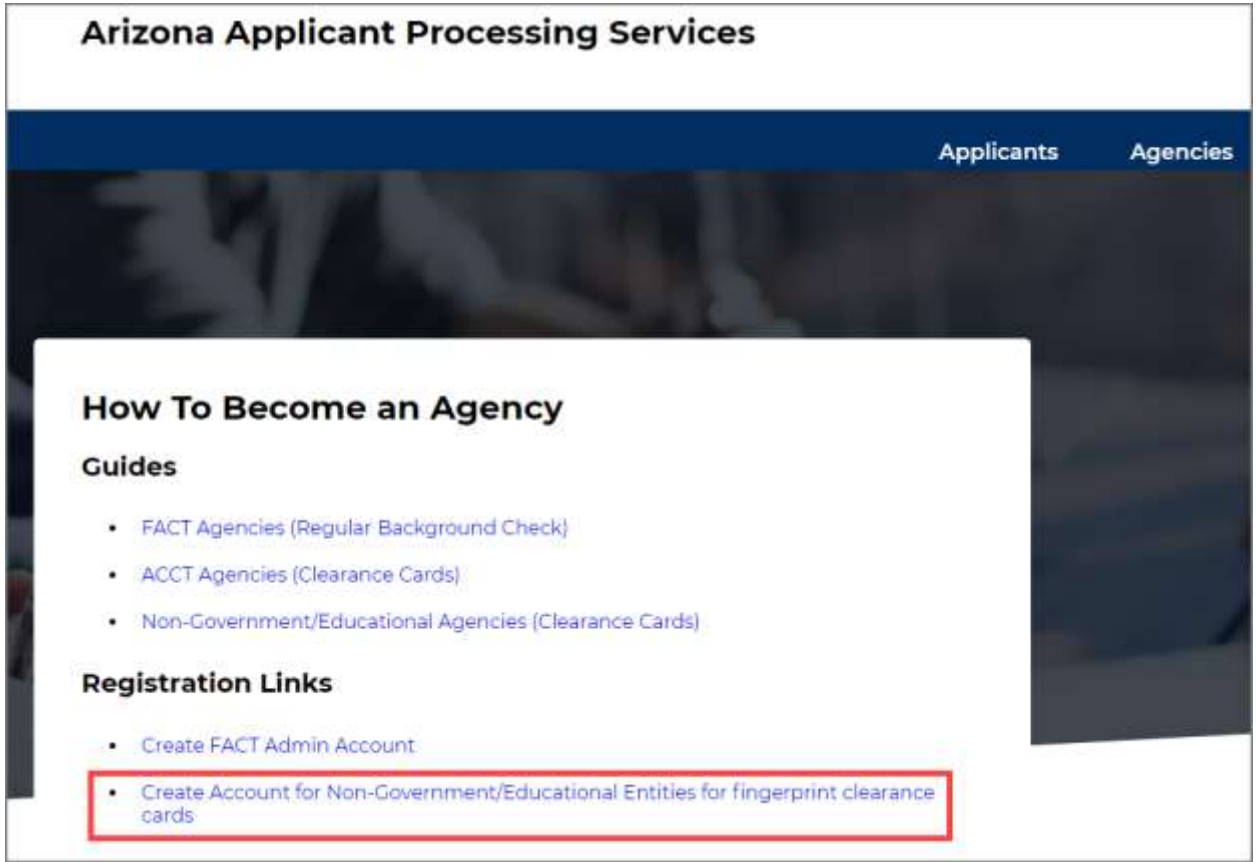 Arizona Applicant Processing Services
Applicants Agencies
How To Become an Agency
Guides
• FACT Agencies (Regular Background Check)
• ACCT Agencies (Clearance Cards)
• Non-Government/Educational Agencies (Clearance Cards)
Registration Links
• Create FACT Admin Account
• Create Account for Non-Government/Educational Entities for fingerprint clearance
cards